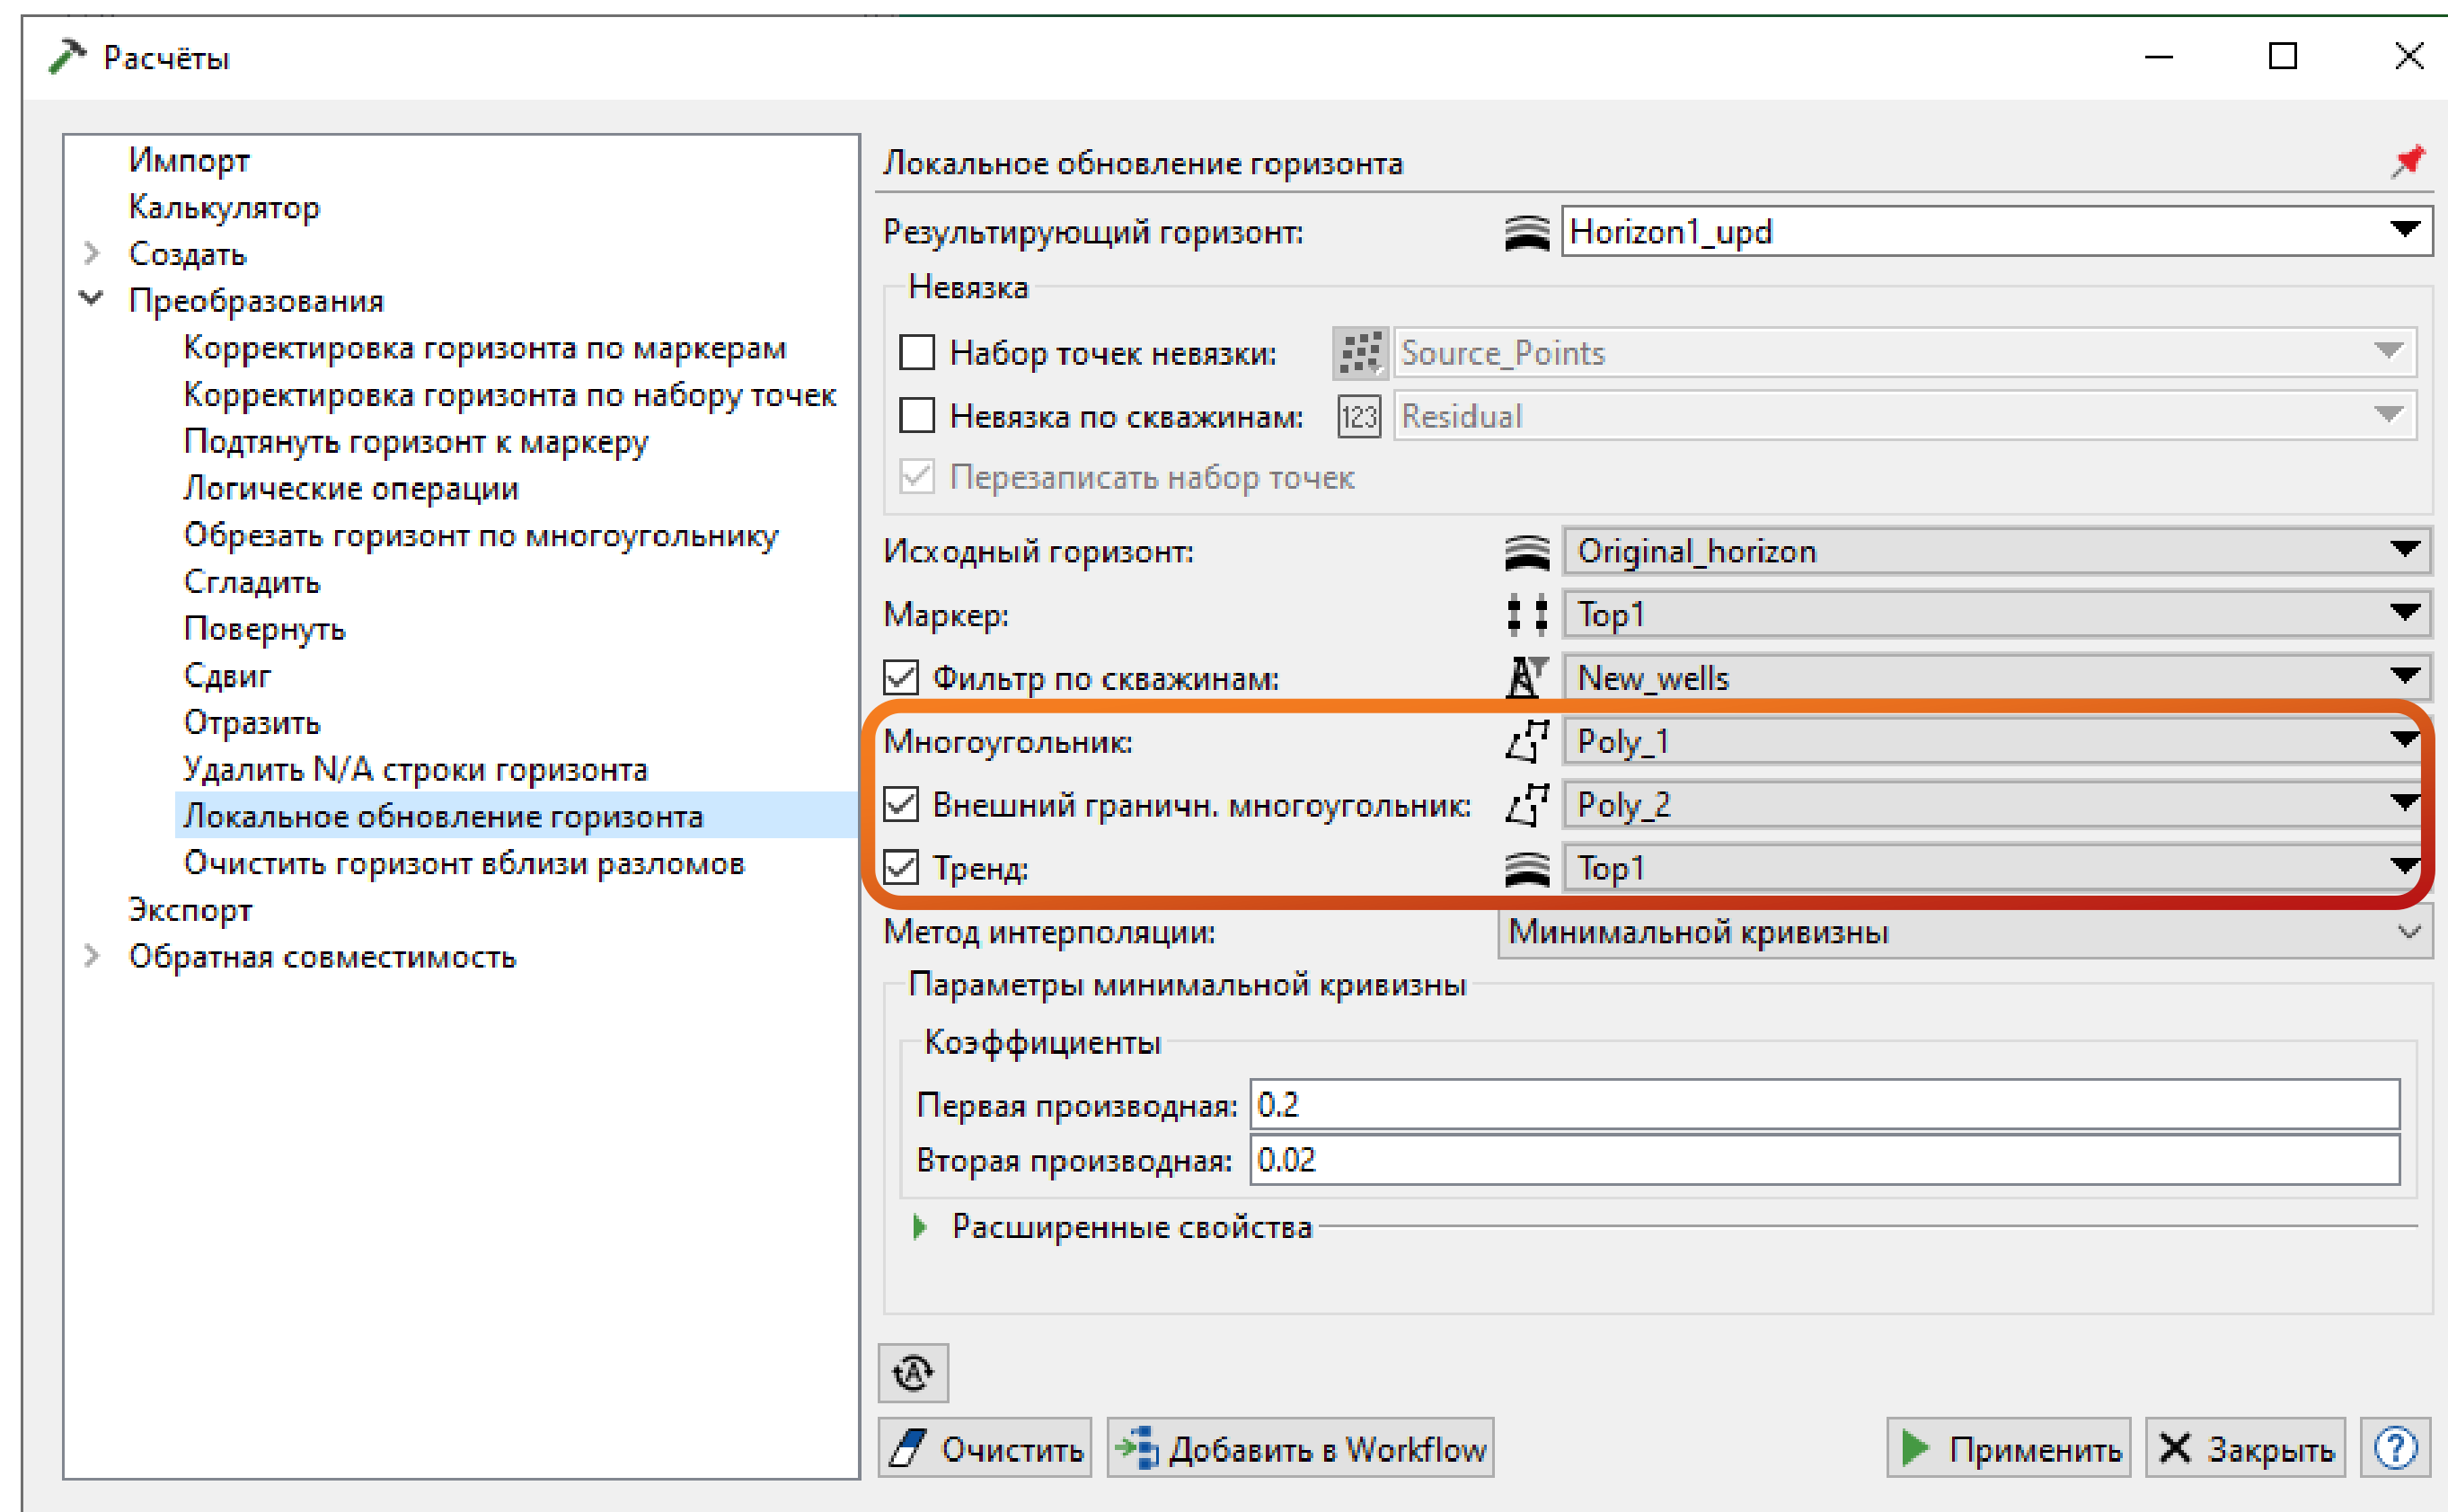 Расчёты
Импорт
Калькулятор
Создать
Преобразования
Корректировка горизонта по маркерам
Корректировка горизонта по набору точек
Подтянуть горизонт к маркеру
Логические операции
Обрезать горизонт по многоугольнику
Сгладить
Повернуть
Сдвиг
Отразить
Удалить N/A строки горизонта
Локальное обновление горизонта
Очистить горизонт вблизи разломов
Экспорт
Обратная совместимость
Локальное обновление горизонта
Результирующий горизонт: Horizon1_upd
Невязка
Набор точек невязки: Source_Points
Невязка по скважинам: 123 Residual
Перезаписать набор точек
Исходный горизонт: Original_horizon
Маркер: Top1
Фильтр по скважинам: New_wells
Многоугольник: Poly_1
Внешний граничн. многоугольник: Poly_2
Тренд: Top1
Метод интерполяции: Минимальной кривизны
Параметры минимальной кривизны
Коэффициенты
Первая производная: 0.2
Вторая производная: 0.02
Расширенные свойства
A
Очистить Добавить в Workflow Применить Закрыть ?